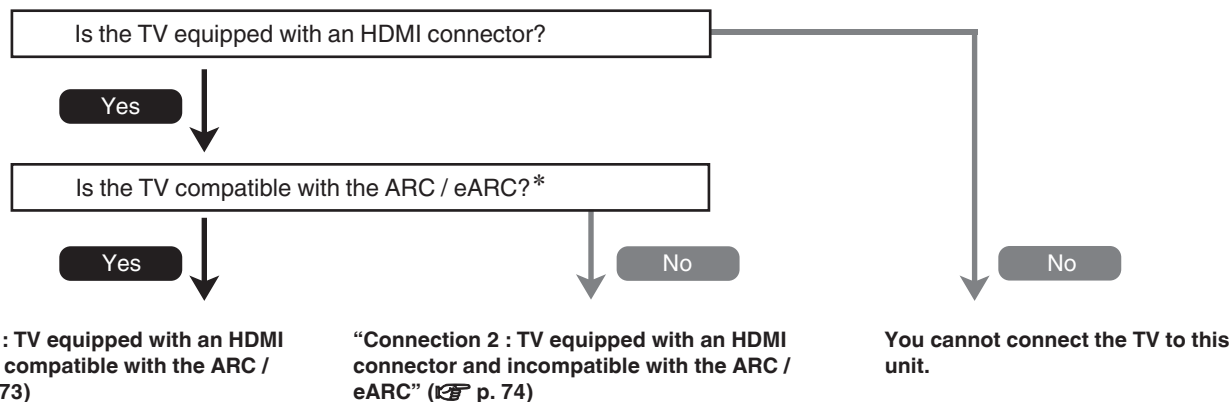 Is the TV equipped with an HDMI connector?
Yes
Is the TV compatible with the ARC / eARC?*
Yes
No
No
: TV equipped with an HDMI
compatible with the ARC /
73)
“Connection 2 : TV equipped with an HDMI
connector and incompatible with the ARC /
eARC” (☞ p. 74)
You cannot connect the TV to this
unit.